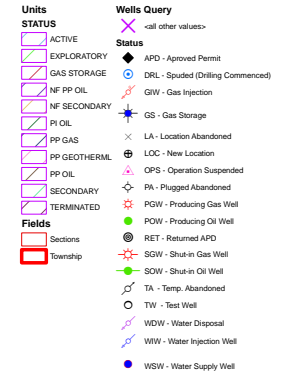 Units
STATUS
ACTIVE
EXPLORATORY
GAS STORAGE
NF PP OIL
NF SECONDARY
PI OIL
PP GAS
PP GEOTHERML
PP OIL
SECONDARY
TERMINATED
Fields
Sections
Township
Wells Query
<all other values>
Status
APD - Aproved Permit
DRL - Spuded (Drilling Commenced)
GIW - Gas Injection
GS - Gas Storage
LA - Location Abandoned
LOC - New Location
OPS - Operation Suspended
PA - Plugged Abandoned
PGW - Producing Gas Well
POW - Producing Oil Well
RET - Returned APD
SGW - Shut-in Gas Well
SOW - Shut-in Oil Well
TA - Temp. Abandoned
TW - Test Well
WDW - Water Disposal
WIW - Water Injection Well
WSW - Water Supply Well